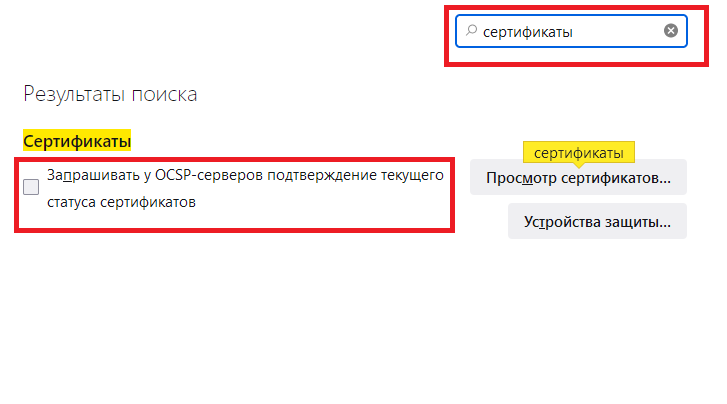 сертификаты
Результаты поиска
Сертификаты
сертификаты
Запрашивать у OCSP-серверов подтверждение текущего
статуса сертификатов
Просмотр сертификатов...
Устройства защиты...